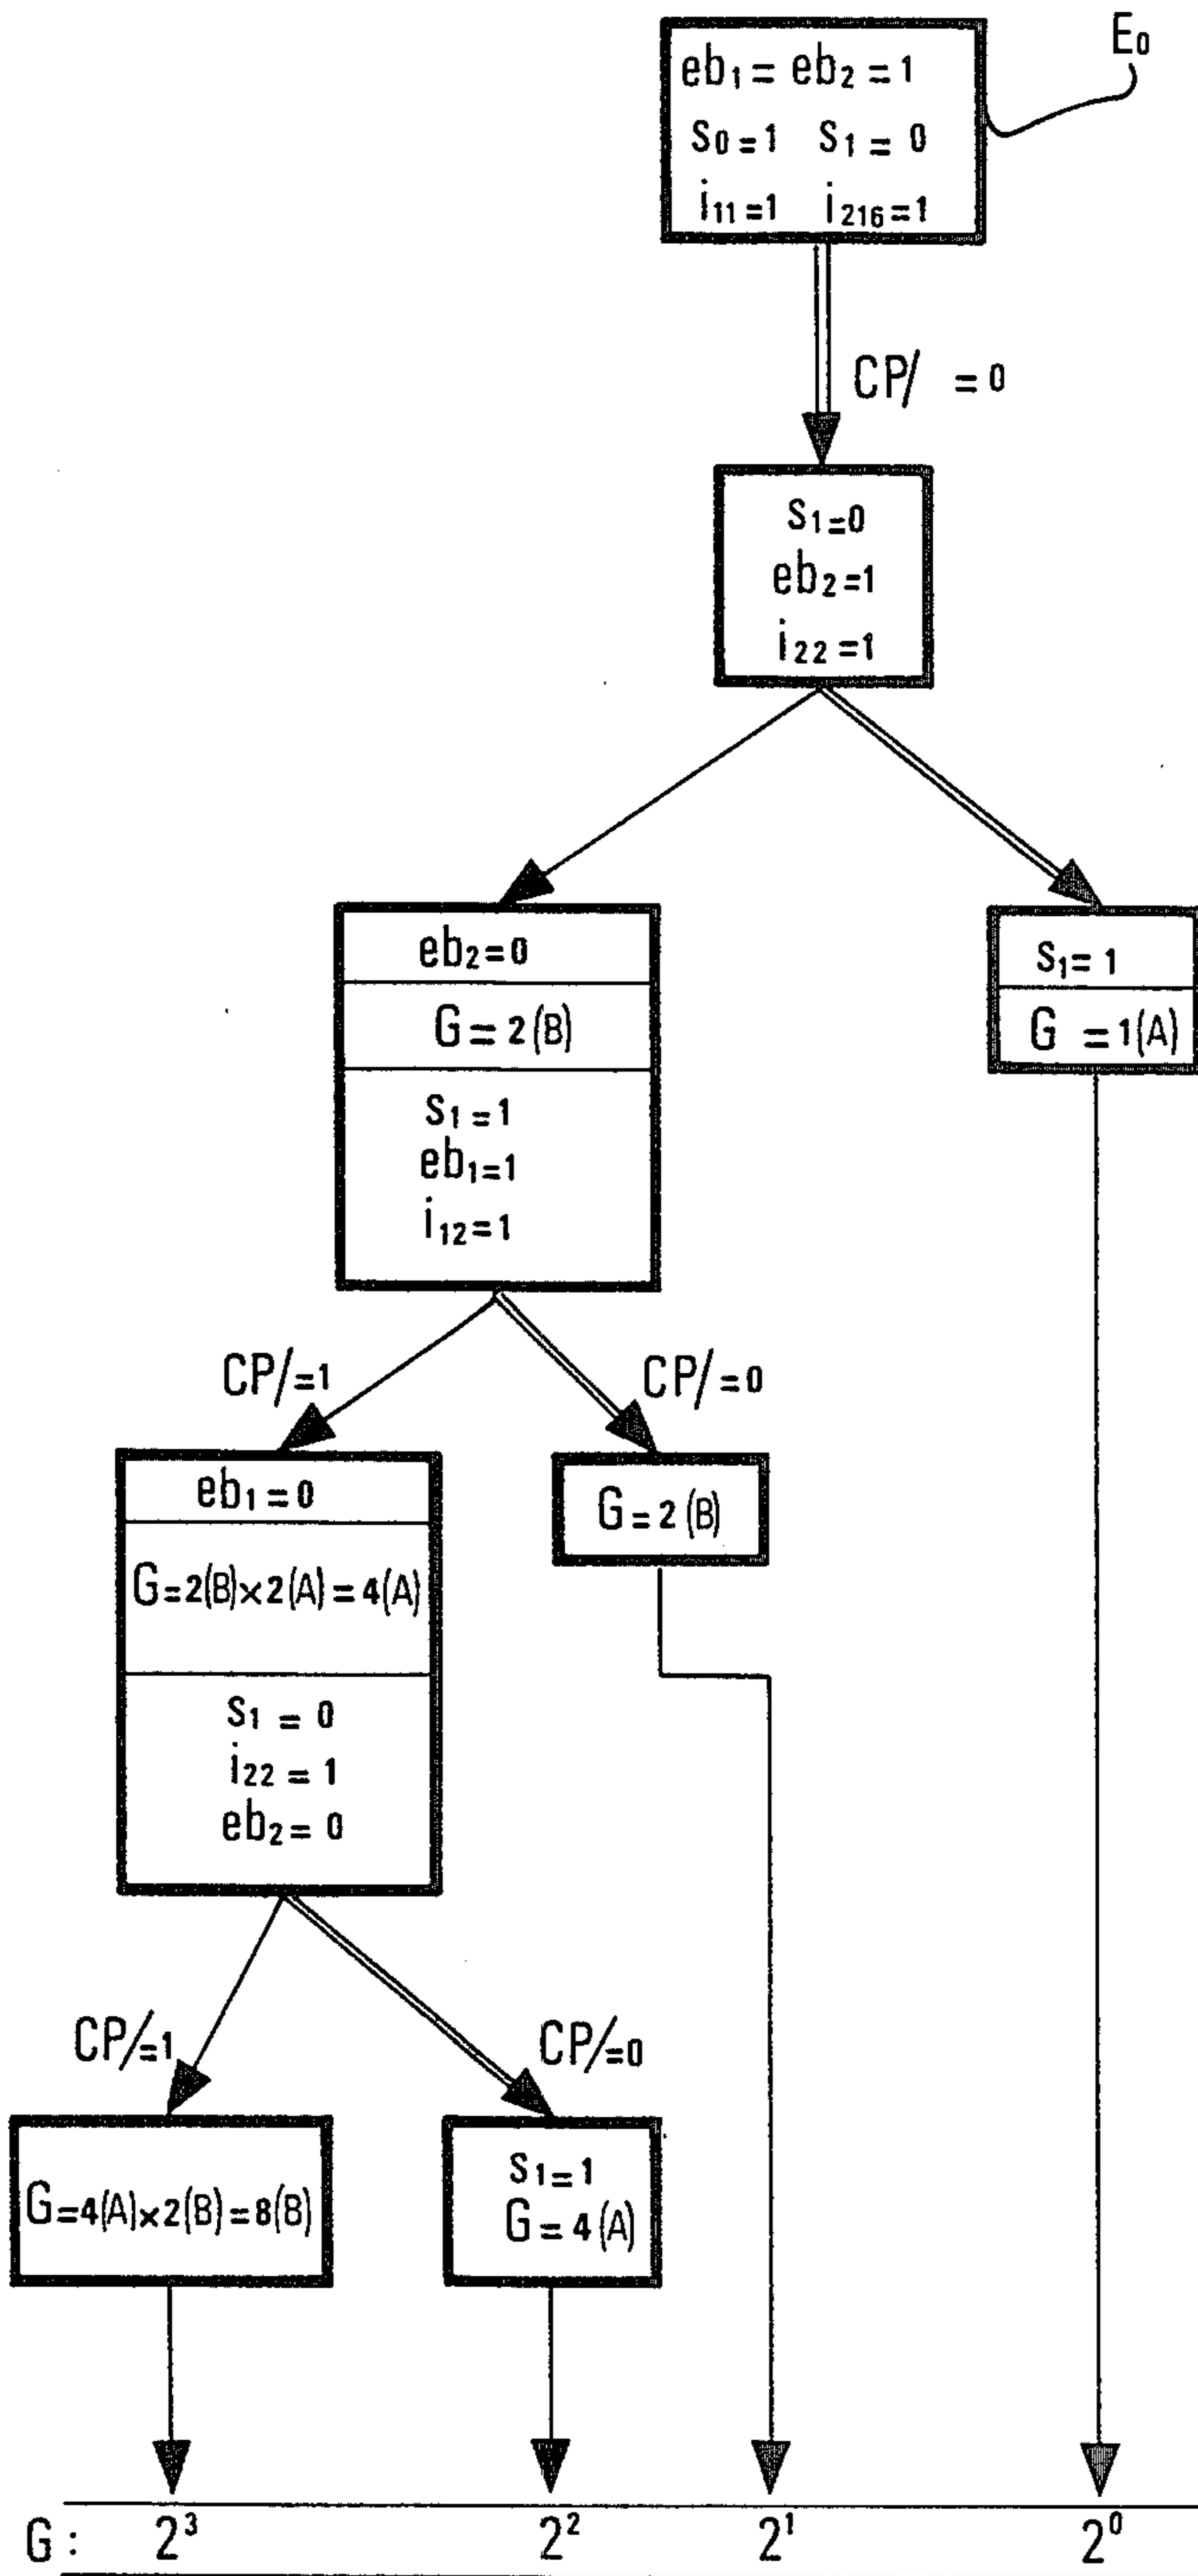 E₀
eb₁ = eb₂ = 1
s₀ = 1 s₁ = 0
i₁₁ = 1 i₂₁₆ = 1
CP/ = 0
s₁ = 0
eb₂ = 1
i₂₂ = 1
eb₂ = 0
G = 2 (B)
s₁ = 1
eb₁ = 1
i₁₂ = 1
s₁ = 1
G = 1(A)
CP/=1
CP/=0
eb₁ = 0
G = 2(B) × 2(A) = 4(A)
s₁ = 0
i₂₂ = 1
eb₂ = 0
G = 2 (B)
CP/=1
CP/=0
G = 4(A) × 2(B) = 8(B)
s₁ = 1
G = 4 (A)
G : 2³ 2² 2¹ 2⁰